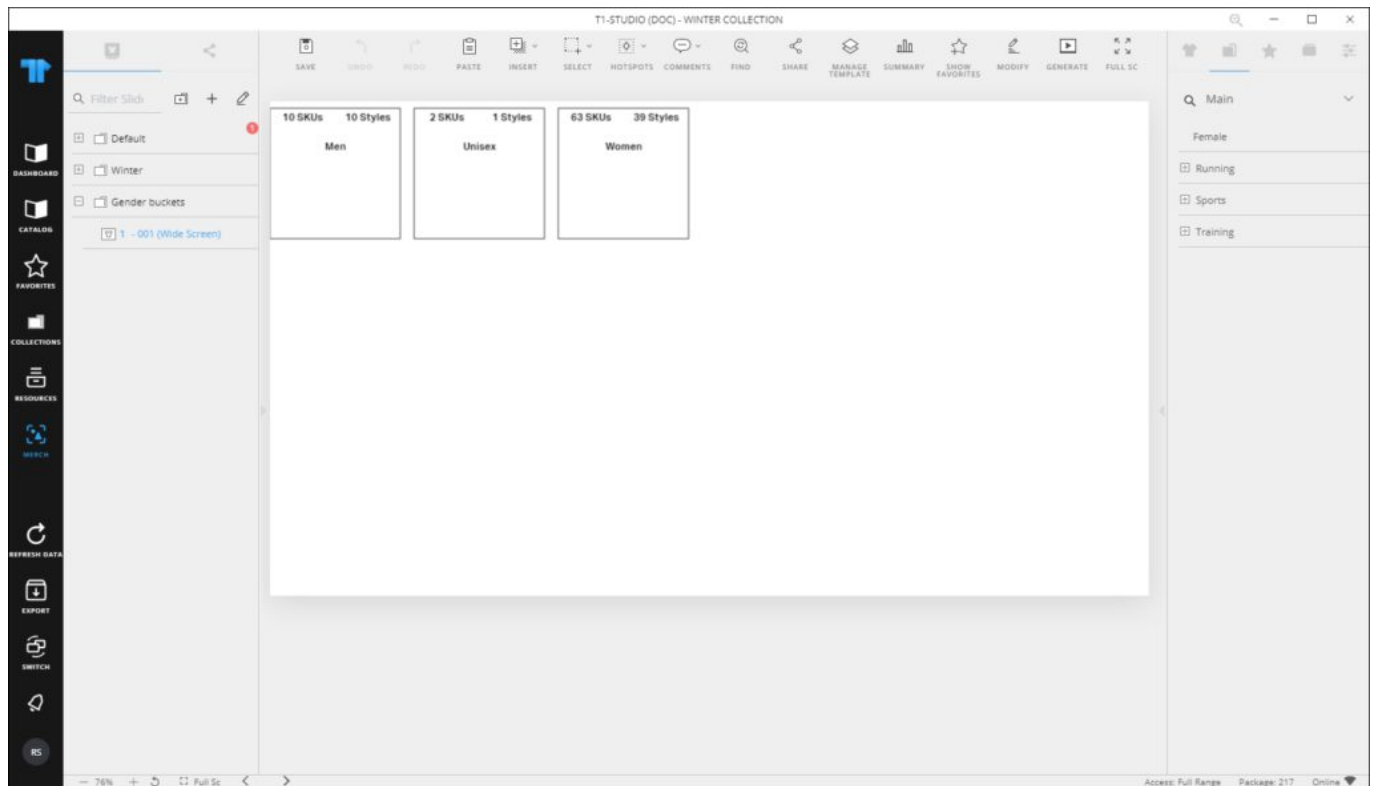 T1-STUDIO (DOC) - WINTER COLLECTION
SAVE UNDO REDO PASTE INSERT SELECT HOTSPOTS COMMENTS FIND SHARE MANAGE TEMPLATE SUMMARY SHOW FAVORITES MODIFY GENERATE FULL SC
Filter Slid
Main
Default
1
Winter
Gender buckets
1 - 001 (Wide Screen)
10 SKUs 10 Styles
Men
2 SKUs 1 Styles
Unisex
63 SKUs 39 Styles
Women
Female
Running
Sports
Training
DASHBOARD
CATALOG
FAVORITES
COLLECTIONS
RESOURCES
MERCH
REFRESH DATA
EXPORT
SWITCH
RS
76% Full Sc
Access: Full Range Package: 217 Online